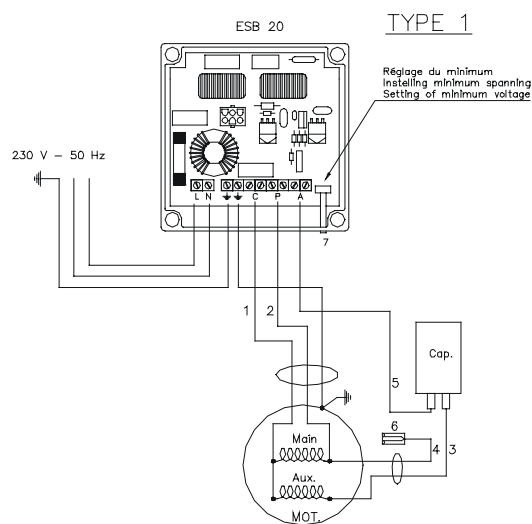 ESB 20
TYPE 1
Réglage du minimum
Instelling minimum spanning
Setting of minimum voltage
230 V - 50 Hz
L N C P A
7
1 2
5
Cap.
6
4 3
Main
Aux.
MOT.